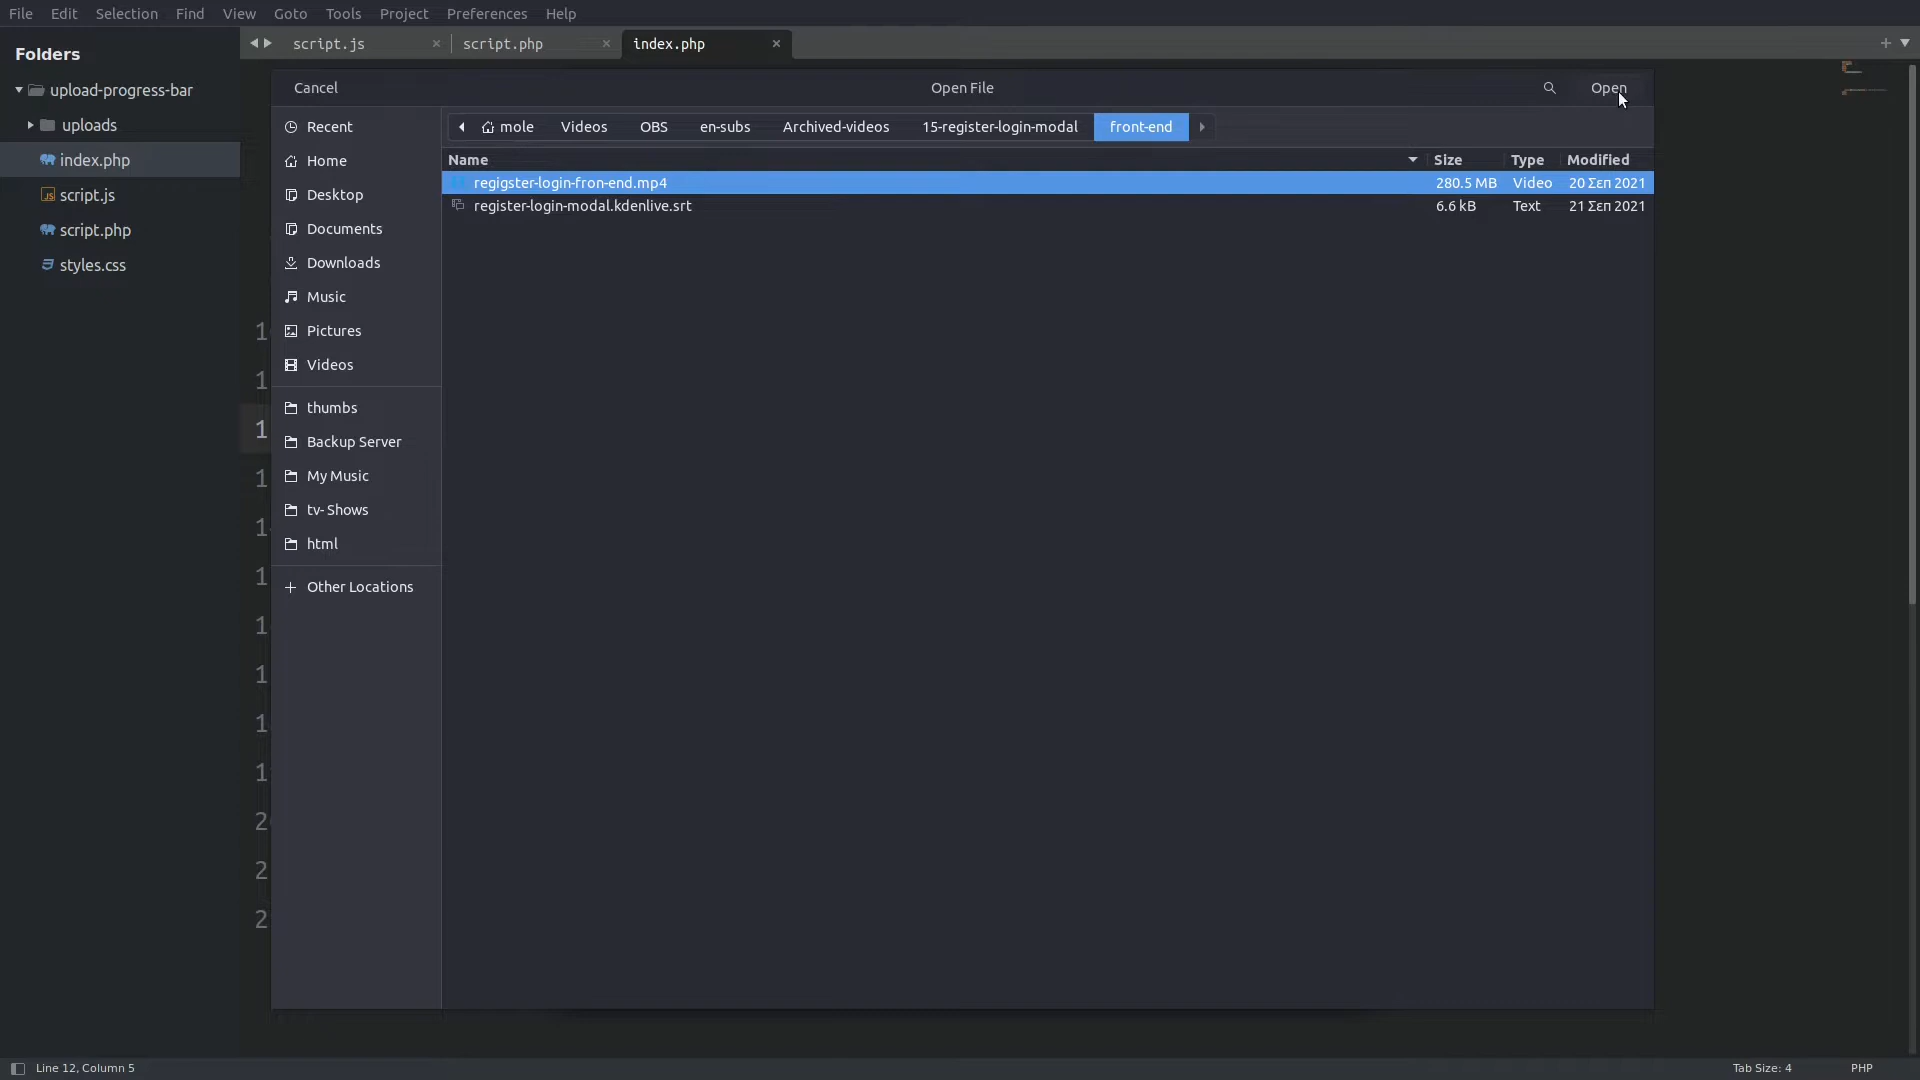 File Edit Selection Find View Goto Tools Project Preferences Help
Folders
upload-progress-bar
uploads
index.php
script.js
script.php
styles.css
script.js × script.php × index.php ×
Cancel Open File Open
mole Videos OBS en-subs Archived-videos 15-register-login-modal front-end
Recent
Home
Desktop
Documents
Downloads
Music
Pictures
Videos
thumbs
Backup Server
My Music
tv- Shows
html
Other Locations
Name Size Type Modified
regigster-login-fron-end.mp4 280.5 MB Video 20 Σεπ 2021
register-login-modal.kdenlive.srt 6.6 kB Text 21 Σεπ 2021
Line 12, Column 5 Tab Size: 4 PHP